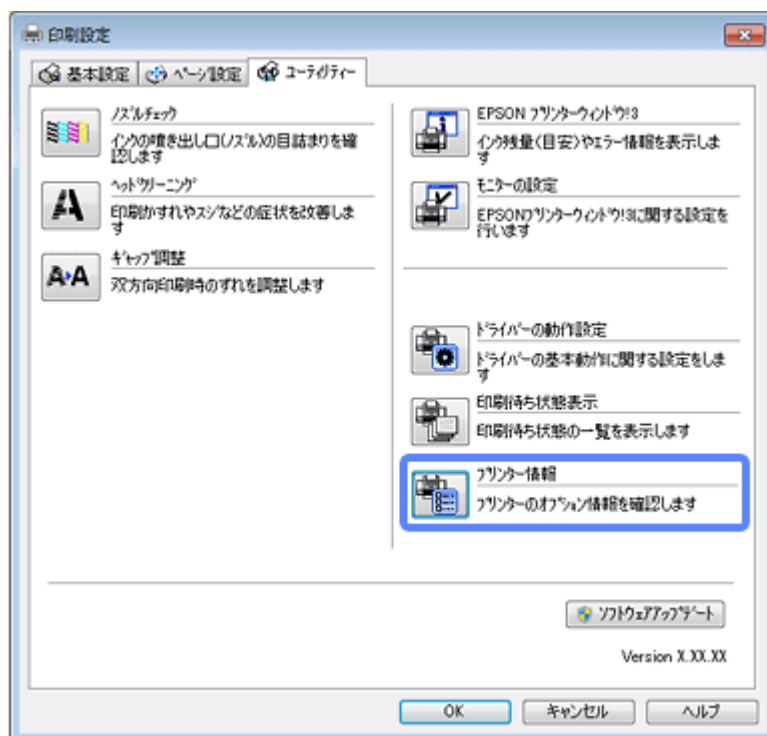 印刷設定
基本設定
ページ設定
ユーティリティー
ノズルチェック
インクの噴き出し口(ノズル)の目詰まりを確
認します
ヘッドクリーニング
印刷かすれやスジなどの症状を改善しま
す
ギャップ調整
双方向印刷時のずれを調整します
EPSON プリンターウィンドウ!3
インク残量(目安)やエラー情報を表示しま
す
モニターの設定
EPSONプリンターウィンドウ!3に関する設定を
行います
ドライバーの動作設定
ドライバーの基本動作に関する設定をしま
す
印刷待ち状態表示
印刷待ち状態の一覧を表示します
プリンター情報
プリンターのオプション情報を確認します
ソフトウェアアップデート
Version X.XX.XX
OK
キャンセル
ヘルプ